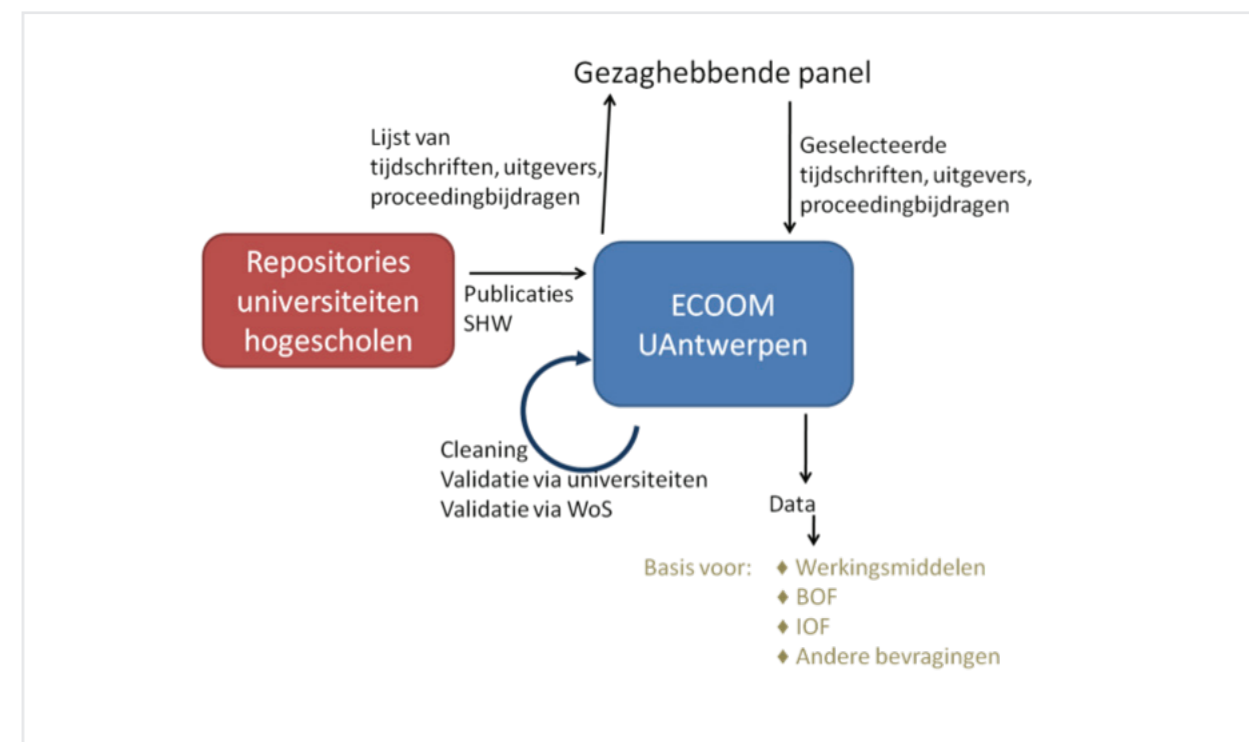 Gezaghebbende panel
Lijst van
tijdschriften, uitgevers,
proceedingbijdragen
Geselecteerde
tijdschriften, uitgevers,
proceedingbijdragen
Repositories
universiteiten
hogescholen
Publicaties
SHW
ECOOM
UAntwerpen
Cleaning
Validatie via universiteiten
Validatie via WoS
Data
Basis voor: ♦ Werkingsmiddelen
♦ BOF
♦ IOF
♦ Andere bevragingen